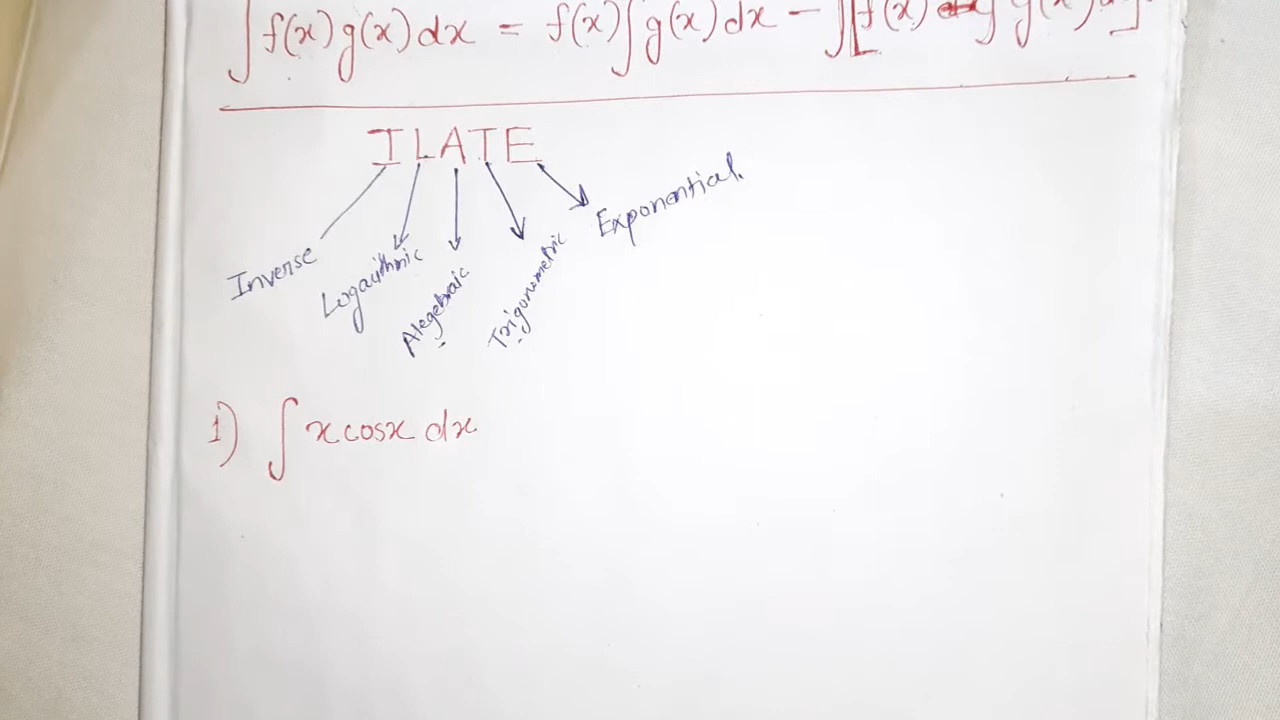 ∫f(x)g(x)dx = f(x)∫g(x)dx - ∫[f(x) ∫g(x)
ILATE
Inverse
Logarithmic
Alegebraic
Trigonometric
Exponential.
1) ∫ x cosx dx